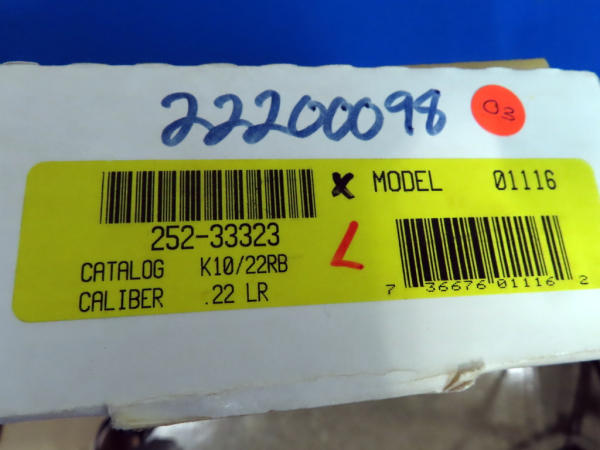 22200098
03
X MODEL 01116
252-33323
L
CATALOG K10/22RB
CALIBER .22 LR
7 36676 01116 2